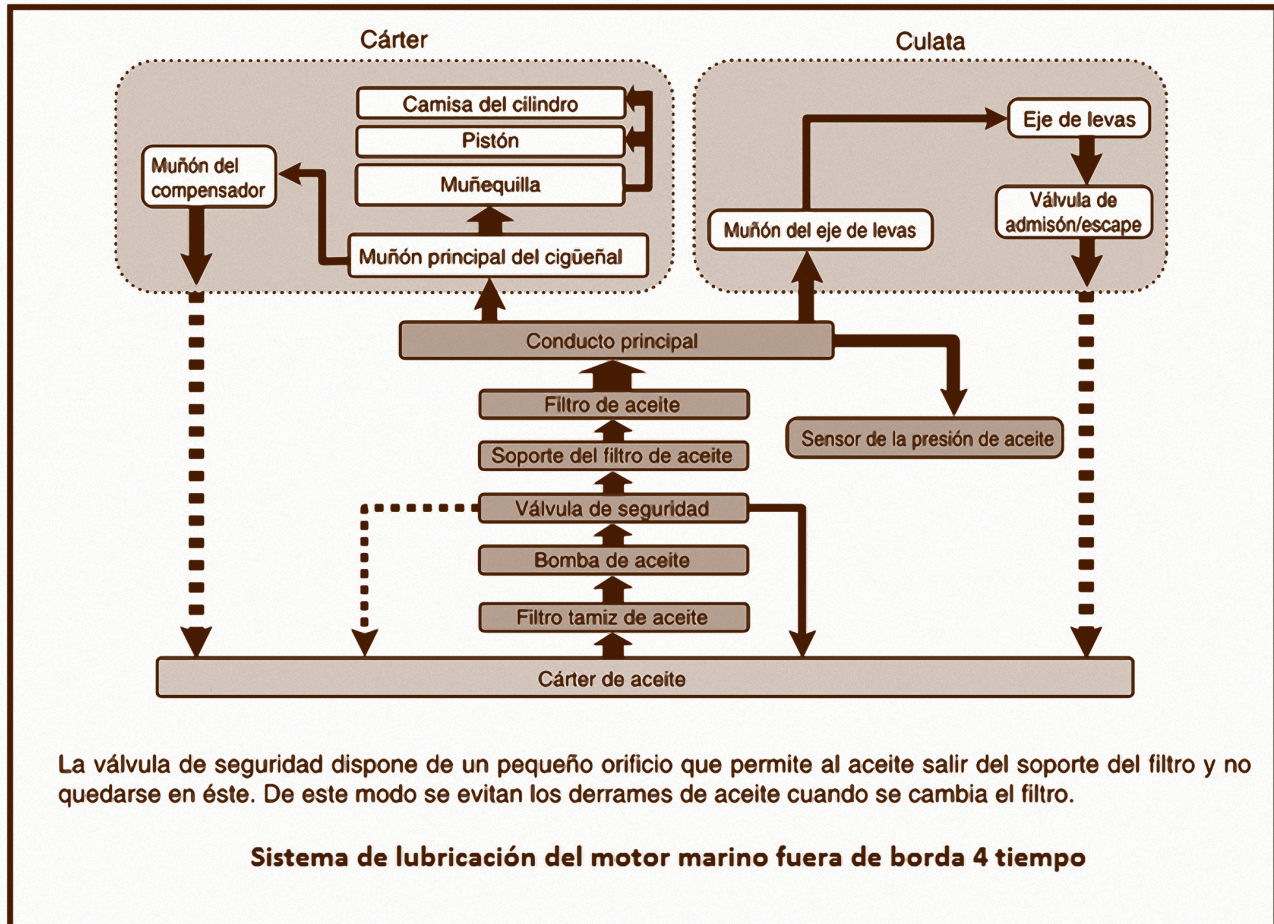 Cárter
Culata
Camisa del cilindro
Pistón
Muñequilla
Muñón del
compensador
Muñón principal del cigüeñal
Eje de levas
Válvula de
admisón/escape
Muñón del eje de levas
Conducto principal
Filtro de aceite
Sensor de la presión de aceite
Soporte del filtro de aceite
Válvula de seguridad
Bomba de aceite
Filtro tamiz de aceite
Cárter de aceite
La válvula de seguridad dispone de un pequeño orificio que permite al aceite salir del soporte del filtro y no
quedarse en éste. De este modo se evitan los derrames de aceite cuando se cambia el filtro.
Sistema de lubricación del motor marino fuera de borda 4 tiempo